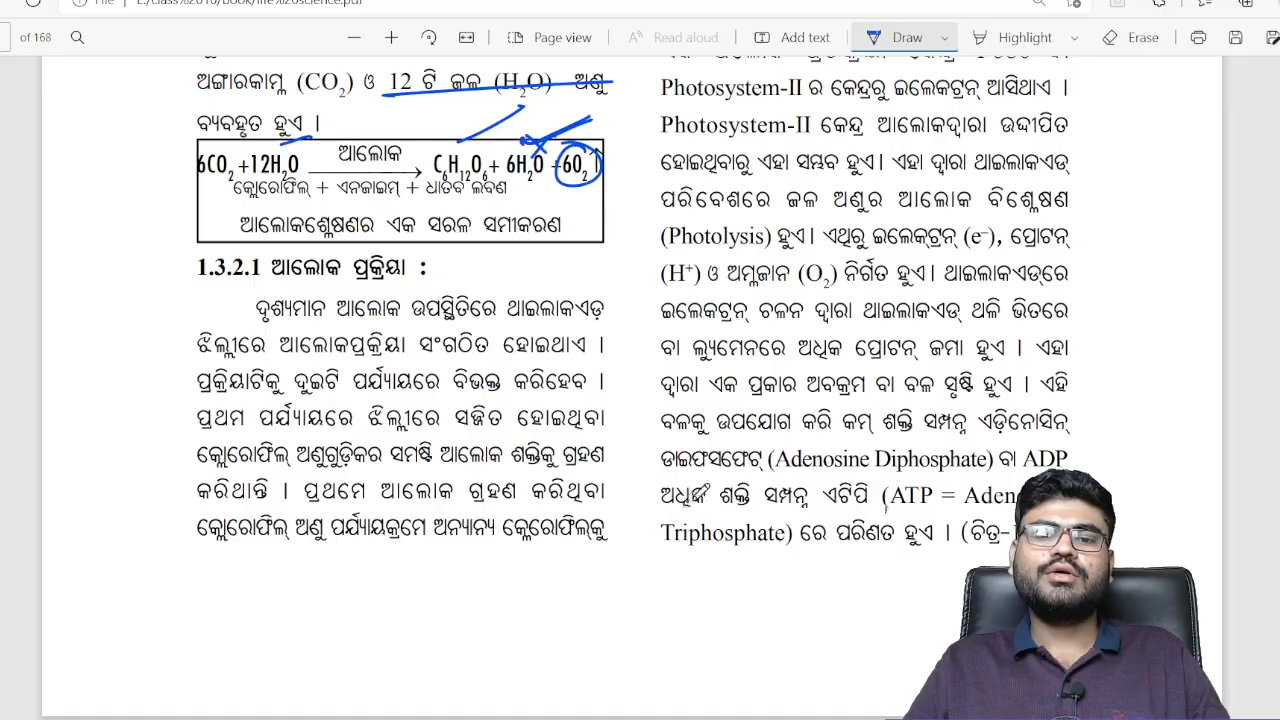 File
of 168
Page view
Read aloud
Add text
Draw
Highlight
Erase
ଅଙ୍ଗାରକାମ୍ଳ (CO2) ଓ 12 ଟି ଜଳ (H2O) ଅଣୁ
ବ୍ୟବହୃତ ହୁଏ ।
6CO2+12H2O ଆଲୋକ C6H12O6+ 6H2O +6O2↑
କ୍ଲୋରୋଫିଲ୍ + ଏନଜାଇମ୍ + ଧାତବ ଲବଣ
ଆଲୋକଶ୍ଳେଷଣର ଏକ ସରଳ ସମୀକରଣ
1.3.2.1 ଆଲୋକ ପ୍ରକ୍ରିୟା :
ଦୃଶ୍ୟମାନ ଆଲୋକ ଉପସ୍ଥିତିରେ ଥାଇଲାକଏଡ଼
ଝିଲ୍ଲୀରେ ଆଲୋକପ୍ରକ୍ରିୟା ସଂଗଠିତ ହୋଇଥାଏ ।
ପ୍ରକ୍ରିୟାଟିକୁ ଦୁଇଟି ପର୍ଯ୍ୟାୟରେ ବିଭକ୍ତ କରିହେବ ।
ପ୍ରଥମ ପର୍ଯ୍ୟାୟରେ ଝିଲ୍ଲୀରେ ସଜ୍ଜିତ ହୋଇଥିବା
କ୍ଲୋରୋଫିଲ୍ ଅଣୁଗୁଡ଼ିକର ସମଷ୍ଟି ଆଲୋକ ଶକ୍ତିକୁ ଗ୍ରହଣ
କରିଥାନ୍ତି । ପ୍ରଥମେ ଆଲୋକ ଗ୍ରହଣ କରିଥିବା
କ୍ଲୋରୋଫିଲ୍ ଅଣୁ ପର୍ଯ୍ୟାୟକ୍ରମେ ଅନ୍ୟାନ୍ୟ କ୍ଳେରୋଫିଲ୍‌କୁ
Photosystem-II ର କେନ୍ଦ୍ରରୁ ଇଲେକଟ୍ରନ୍ ଆସିଥାଏ ।
Photosystem-II କେନ୍ଦ୍ର ଆଲୋକଦ୍ୱାରା ଉଦ୍ଦୀପିତ
ହୋଇଥିବାରୁ ଏହା ସମ୍ଭବ ହୁଏ। ଏହା ଦ୍ୱାରା ଥାଇଲାକଏଡ୍
ପରିବେଶରେ ଜଳ ଅଣୁର ଆଲୋକ ବିଶ୍ଳେଷଣ
(Photolysis) ହୁଏ। ଏଥିରୁ ଇଲେକ୍‌ଟ୍ରନ୍ (e–), ପ୍ରୋଟନ୍
(H+) ଓ ଅମ୍ଳଜାନ (O2) ନିର୍ଗତ ହୁଏ। ଥାଇଲାକଏଡ୍‌ରେ
ଇଲେକଟ୍ରନ୍ ଚଳନ ଦ୍ୱାରା ଥାଇଲାକଏଡ୍ ଥଳି ଭିତରେ
ବା ଲ୍ୟୁମେନରେ ଅଧିକ ପ୍ରୋଟନ୍ ଜମା ହୁଏ । ଏହା
ଦ୍ୱାରା ଏକ ପ୍ରକାର ଅବକ୍ରମ ବା ବଳ ସୃଷ୍ଟି ହୁଏ । ଏହି
ବଳକୁ ଉପଯୋଗ କରି କମ୍ ଶକ୍ତି ସମ୍ପନ୍ନ ଏଡ଼ିନୋସିନ୍
ଡାଇଫସଫେଟ୍ (Adenosine Diphosphate) ବା ADP
ଅଧିକ ଶକ୍ତି ସମ୍ପନ୍ନ ଏଟିପି (ATP =
Triphosphate) ରେ ପରିଣତ ହୁଏ । (ଚିତ୍ର-